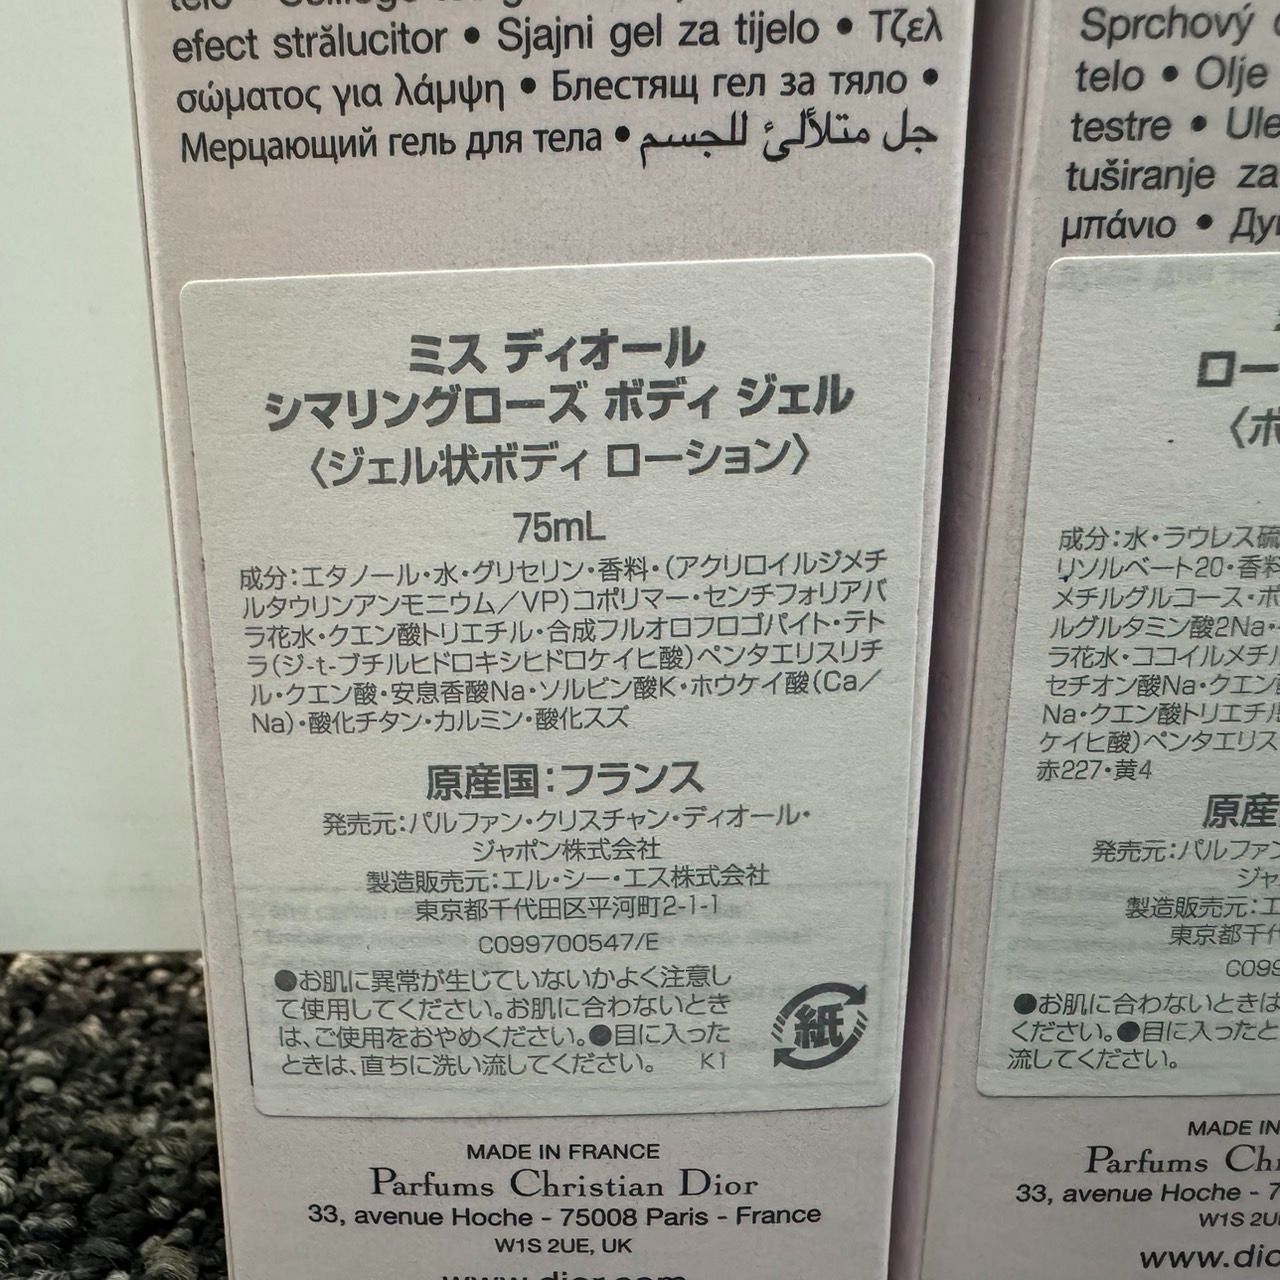 efect strălucitor • Sjajni gel za tijelo • Τζελ
σώματος για λάμψη • Блестящ гел за тяло •
Мерцающий гель для тела • جل متلألئ للجسم
ミス ディオール
シマリングローズ ボディ ジェル
〈ジェル状ボディ ローション〉
75mL
成分:エタノール・水・グリセリン・香料・(アクリロイルジメチ
ルタウリンアンモニウム/VP)コポリマー・センチフォリアバ
ラ花水・クエン酸トリエチル・合成フルオロフロゴパイト・テト
ラ(ジ-t-ブチルヒドロキシヒドロケイヒ酸)ペンタエリスリチ
ル・クエン酸・安息香酸Na・ソルビン酸K・ホウケイ酸(Ca/
Na)・酸化チタン・カルミン・酸化スズ
原産国:フランス
発売元:パルファン・クリスチャン・ディオール・
ジャポン株式会社
製造販売元:エル・シー・エス株式会社
東京都千代田区平河町2-1-1
C099700547/E
●お肌に異常が生じていないかよく注意し
て使用してください。お肌に合わないとき
は、ご使用をおやめください。●目に入った
ときは、直ちに洗い流してください。 K1
紙
MADE IN FRANCE
Parfums Christian Dior
33, avenue Hoche - 75008 Paris - France
W1S 2UE, UK
www.dior.com
Sprchový
telo • Olje
testre • Ule
tuširanje za
μπάνιο • Ду
ロー
〈ボ
成分:水・ラウレス硫
リソルベート20・香料
メチルグルコース・ポ
ルグルタミン酸2Na・
ラ花水・ココイルメチル
セチオン酸Na・クエン酸
Na・クエン酸トリエチル
ケイヒ酸)ペンタエリス
赤227・黄4
原産
発売元:パルファン
ジャ
製造販売元:エ
東京都千代
C099
●お肌に合わないときは
ください。●目に入ったと
流してください。
MADE IN
Parfums Chr
33, avenue Hoche - 7
W1S 2U
www.dio